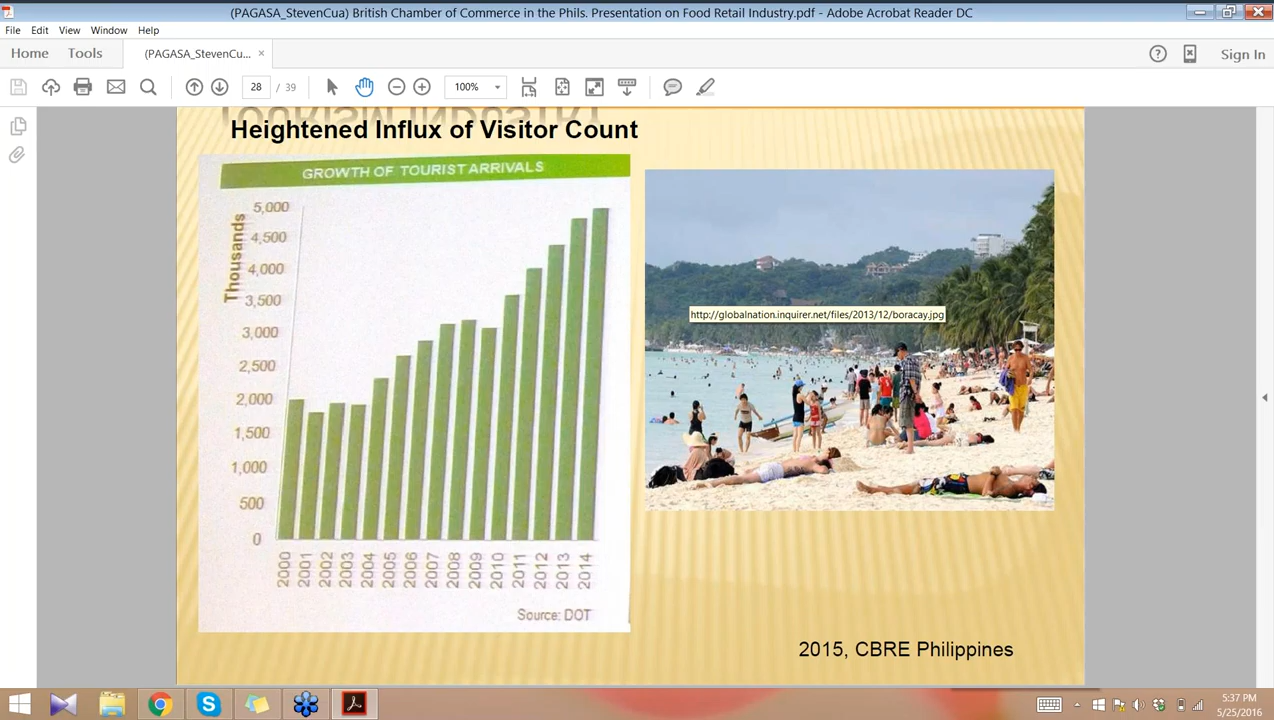 (PAGASA_StevenCua) British Chamber of Commerce in the Phils. Presentation on Food Retail Industry.pdf - Adobe Acrobat Reader DC
File Edit View Window Help
Home Tools (PAGASA_StevenCu... × Sign In
28 / 39 100%
TOURISM INDUSTRY
Heightened Influx of Visitor Count
GROWTH OF TOURIST ARRIVALS
Thousands
5,000
4,500
4,000
3,500
3,000
2,500
2,000
1,500
1,000
500
0
2000 2001 2002 2003 2004 2005 2006 2007 2008 2009 2010 2011 2012 2013 2014
Source: DOT
http://globalnation.inquirer.net/files/2013/12/boracay.jpg
2015, CBRE Philippines
5:37 PM
5/25/2016